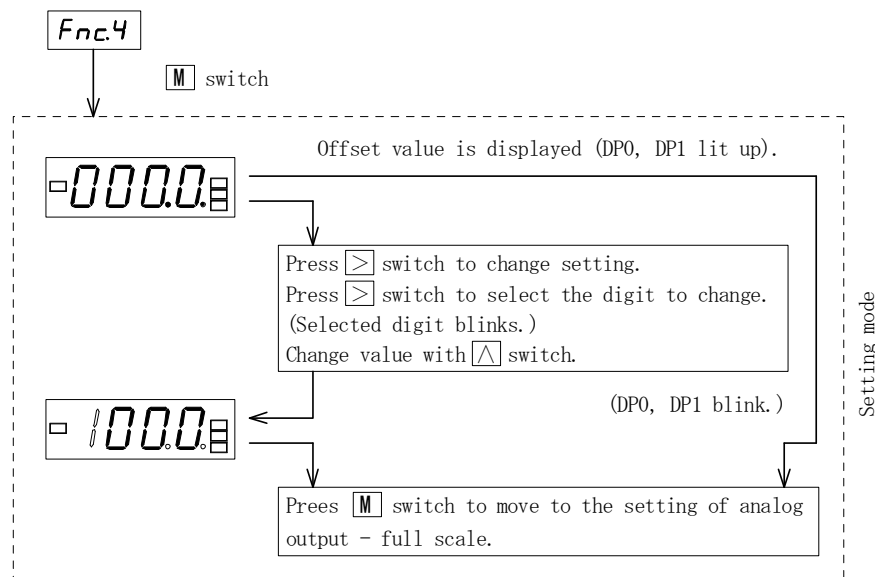 Fnc.4
M switch
Offset value is displayed (DP0, DP1 lit up).
-000.0.
Press > switch to change setting.
Press > switch to select the digit to change.
(Selected digit blinks.)
Change value with ∧ switch.
Setting mode
(DP0, DP1 blink.)
100.0.
Prees M switch to move to the setting of analog
output - full scale.